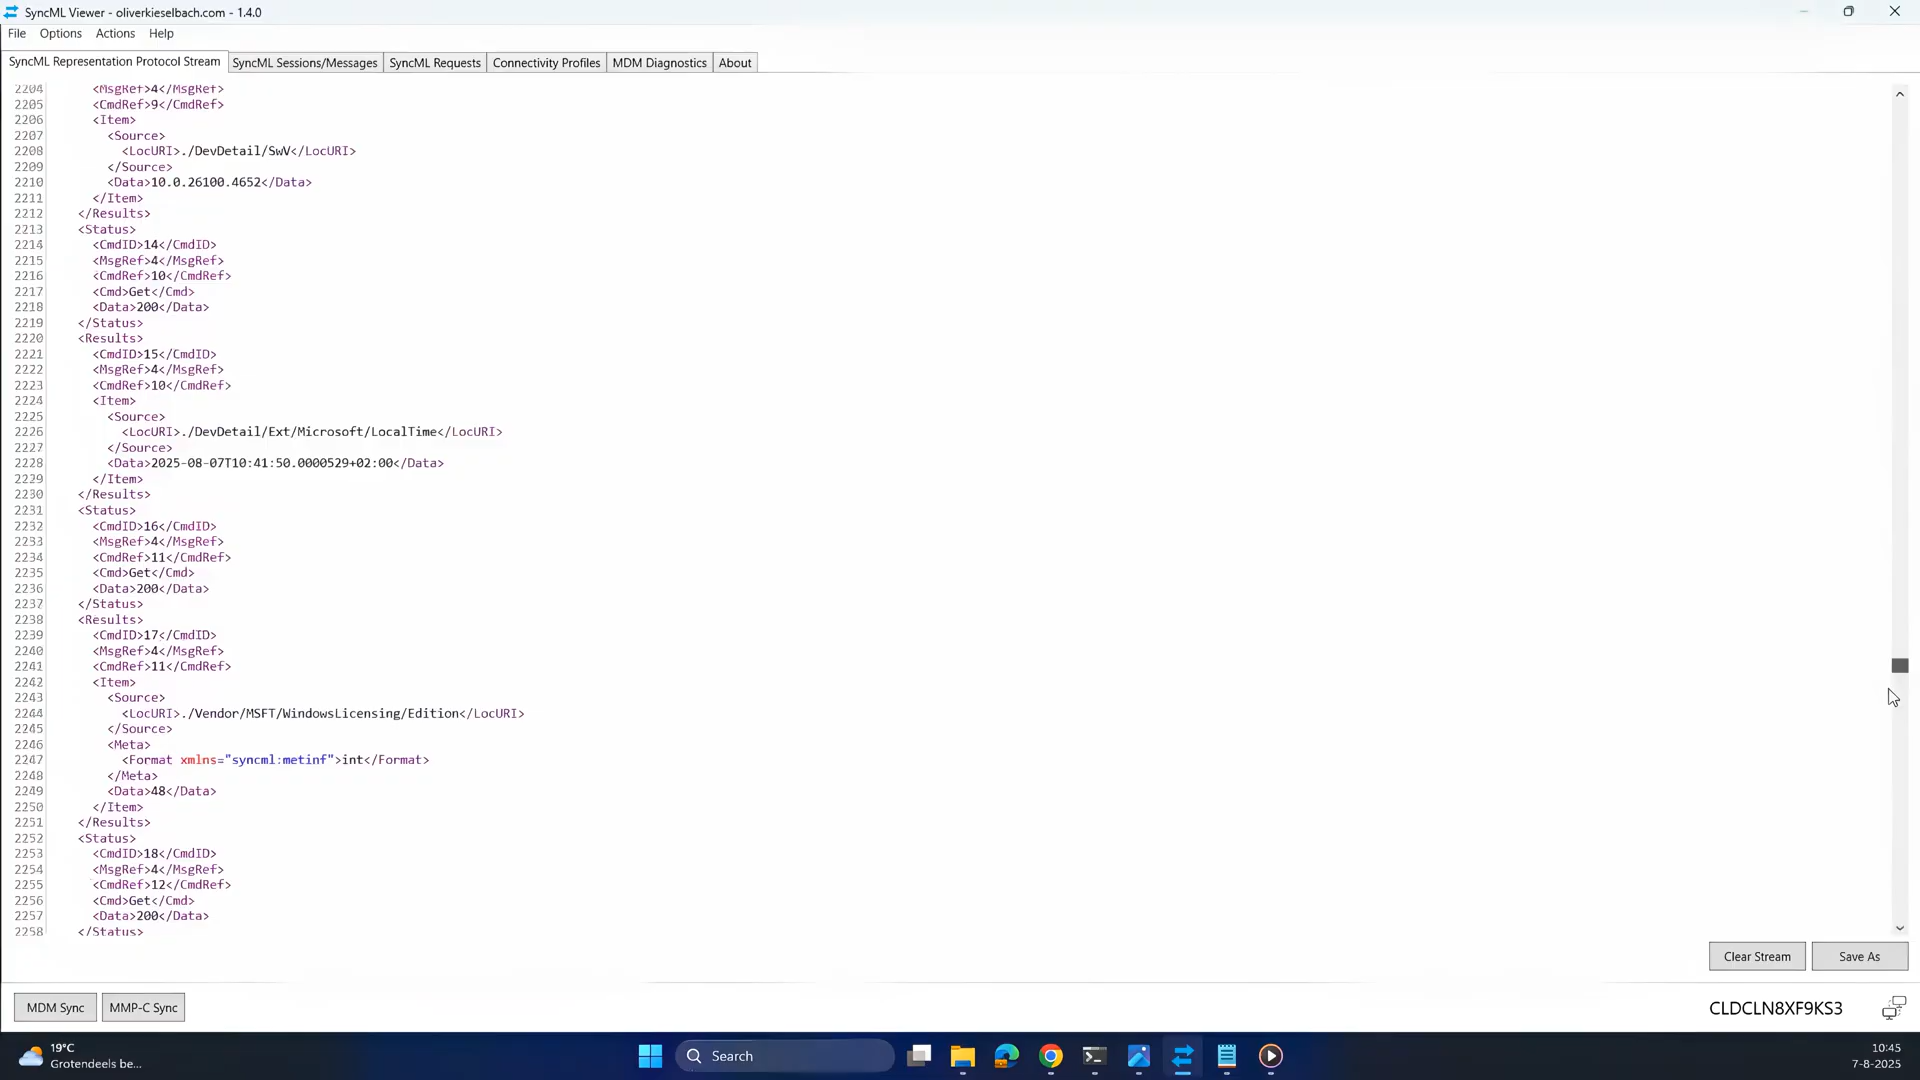 SyncML Viewer - oliverkieselbach.com - 1.4.0
File Options Actions Help
SyncML Representation Protocol Stream SyncML Sessions/Messages SyncML Requests Connectivity Profiles MDM Diagnostics About
2204 <MsgRef>4</MsgRef>
2205 <CmdRef>9</CmdRef>
2206 <Item>
2207 <Source>
2208 <LocURI>./DevDetail/SwV</LocURI>
2209 </Source>
2210 <Data>10.0.26100.4652</Data>
2211 </Item>
2212 </Results>
2213 <Status>
2214 <CmdID>14</CmdID>
2215 <MsgRef>4</MsgRef>
2216 <CmdRef>10</CmdRef>
2217 <Cmd>Get</Cmd>
2218 <Data>200</Data>
2219 </Status>
2220 <Results>
2221 <CmdID>15</CmdID>
2222 <MsgRef>4</MsgRef>
2223 <CmdRef>10</CmdRef>
2224 <Item>
2225 <Source>
2226 <LocURI>./DevDetail/Ext/Microsoft/LocalTime</LocURI>
2227 </Source>
2228 <Data>2025-08-07T10:41:50.0000529+02:00</Data>
2229 </Item>
2230 </Results>
2231 <Status>
2232 <CmdID>16</CmdID>
2233 <MsgRef>4</MsgRef>
2234 <CmdRef>11</CmdRef>
2235 <Cmd>Get</Cmd>
2236 <Data>200</Data>
2237 </Status>
2238 <Results>
2239 <CmdID>17</CmdID>
2240 <MsgRef>4</MsgRef>
2241 <CmdRef>11</CmdRef>
2242 <Item>
2243 <Source>
2244 <LocURI>./Vendor/MSFT/WindowsLicensing/Edition</LocURI>
2245 </Source>
2246 <Meta>
2247 <Format xmlns="syncml:metinf">int</Format>
2248 </Meta>
2249 <Data>48</Data>
2250 </Item>
2251 </Results>
2252 <Status>
2253 <CmdID>18</CmdID>
2254 <MsgRef>4</MsgRef>
2255 <CmdRef>12</CmdRef>
2256 <Cmd>Get</Cmd>
2257 <Data>200</Data>
2258 </Status>
Clear Stream Save As
MDM Sync MMP-C Sync CLDCLN8XF9KS3
19°C
Grotendeels be...
Search
10:45
7-8-2025